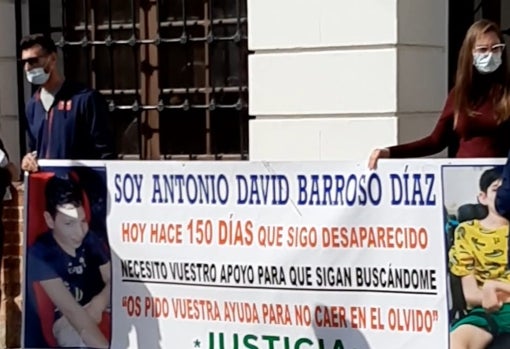 SOY ANTONIO DAVID BARROSO DÍAZ
HOY HACE 150 DÍAS QUE SIGO DESAPARECIDO
NECESITO VUESTRO APOYO PARA QUE SIGAN BUSCÁNDOME
"OS PIDO VUESTRA AYUDA PARA NO CAER EN EL OLVIDO"
JUSTICIA